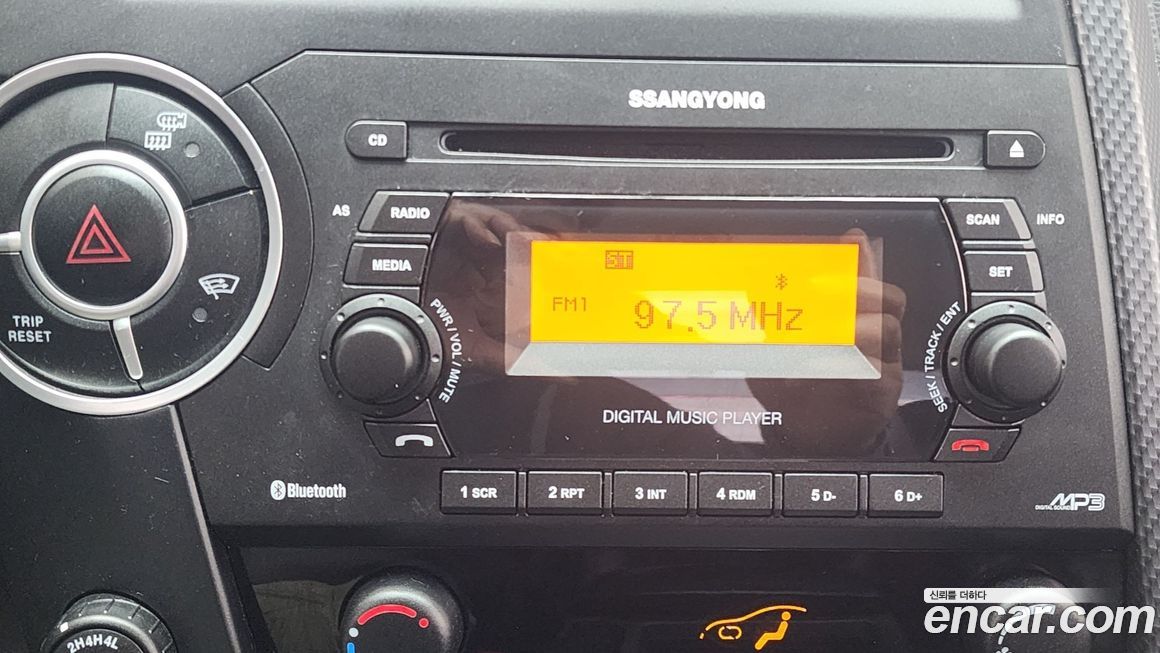 SSANGYONG
CD
AS
RADIO
SCAN
INFO
MEDIA
SET
ST
FM1
97.5 MHz
PWR / VOL / MUTE
SEEK / TRACK / ENT
TRIP
RESET
DIGITAL MUSIC PLAYER
Bluetooth
1 SCR
2 RPT
3 INT
4 RDM
5 D-
6 D+
MP3
DIGITAL SOUND
2H4H4L
신뢰를 더하다
encar.com